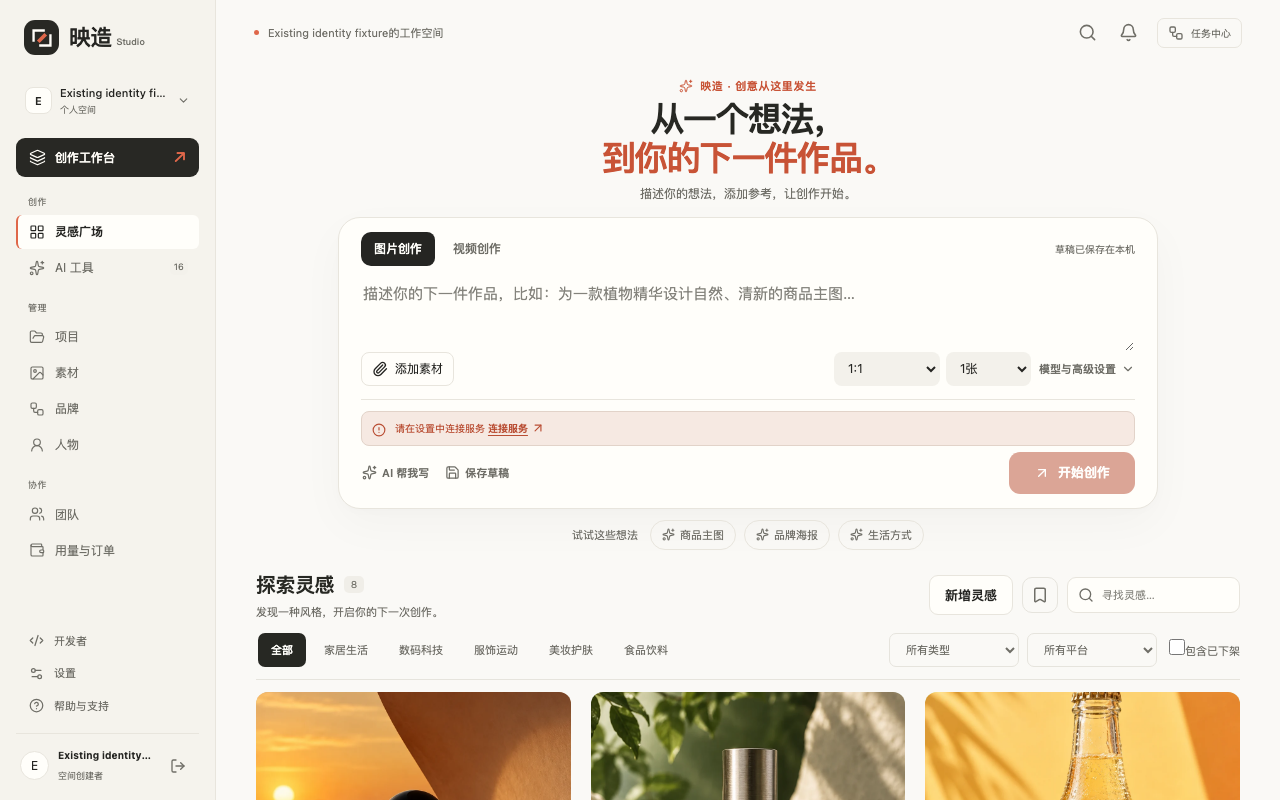 映造 Studio
Existing identity fixture的工作空间
任务中心
E
Existing identity fi...
个人空间
创作工作台
创作
灵感广场
AI 工具
16
管理
项目
素材
品牌
人物
协作
团队
用量与订单
开发者
设置
帮助与支持
E
Existing identity...
空间创建者
映造 · 创意从这里发生
从一个想法，
到你的下一件作品。
描述你的想法，添加参考，让创作开始。
图片创作
视频创作
草稿已保存在本机
描述你的下一件作品，比如：为一款植物精华设计自然、清新的商品主图...
添加素材
1:1
1张
模型与高级设置
请在设置中连接服务 连接服务
AI 帮我写
保存草稿
开始创作
试试这些想法
商品主图
品牌海报
生活方式
探索灵感
8
发现一种风格，开启你的下一次创作。
新增灵感
寻找灵感...
全部
家居生活
数码科技
服饰运动
美妆护肤
食品饮料
所有类型
所有平台
包含已下架